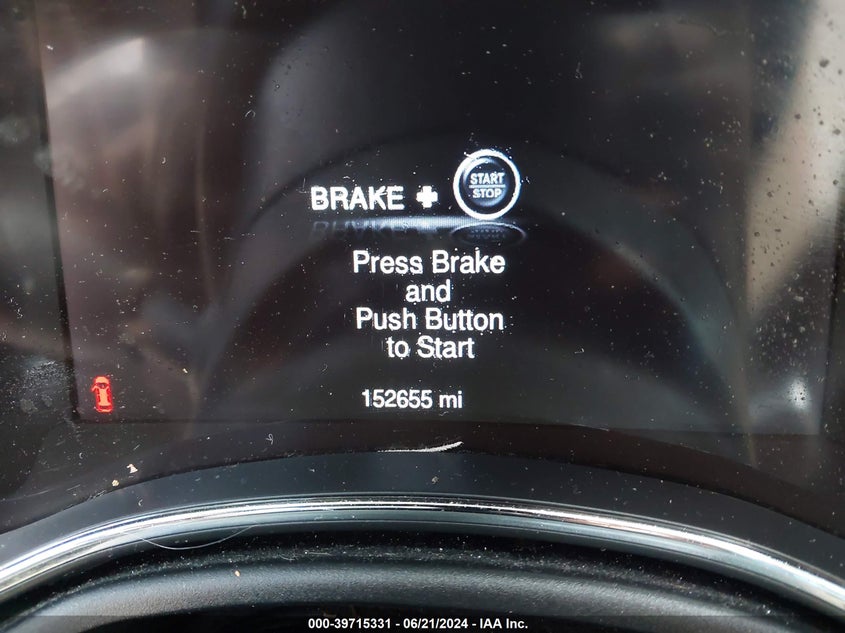 BRAKE + START
STOP
Press Brake
and
Push Button
to Start
152655 mi
000-39715331 - 06/21/2024 - IAA Inc.